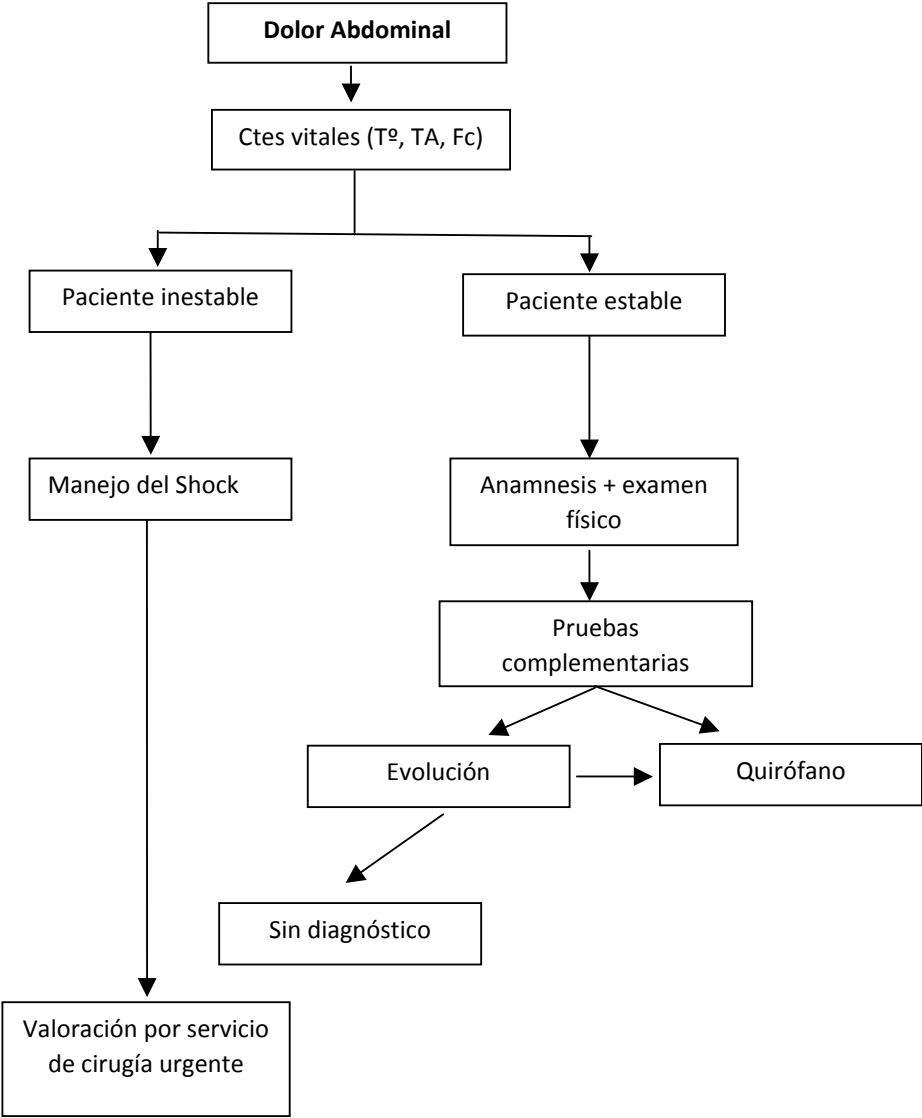 Dolor Abdominal
Ctes vitales (Tº, TA, Fc)
Paciente inestable
Paciente estable
Manejo del Shock
Anamnesis + examen
físico
Pruebas
complementarias
Evolución
Quirófano
Sin diagnóstico
Valoración por servicio
de cirugía urgente